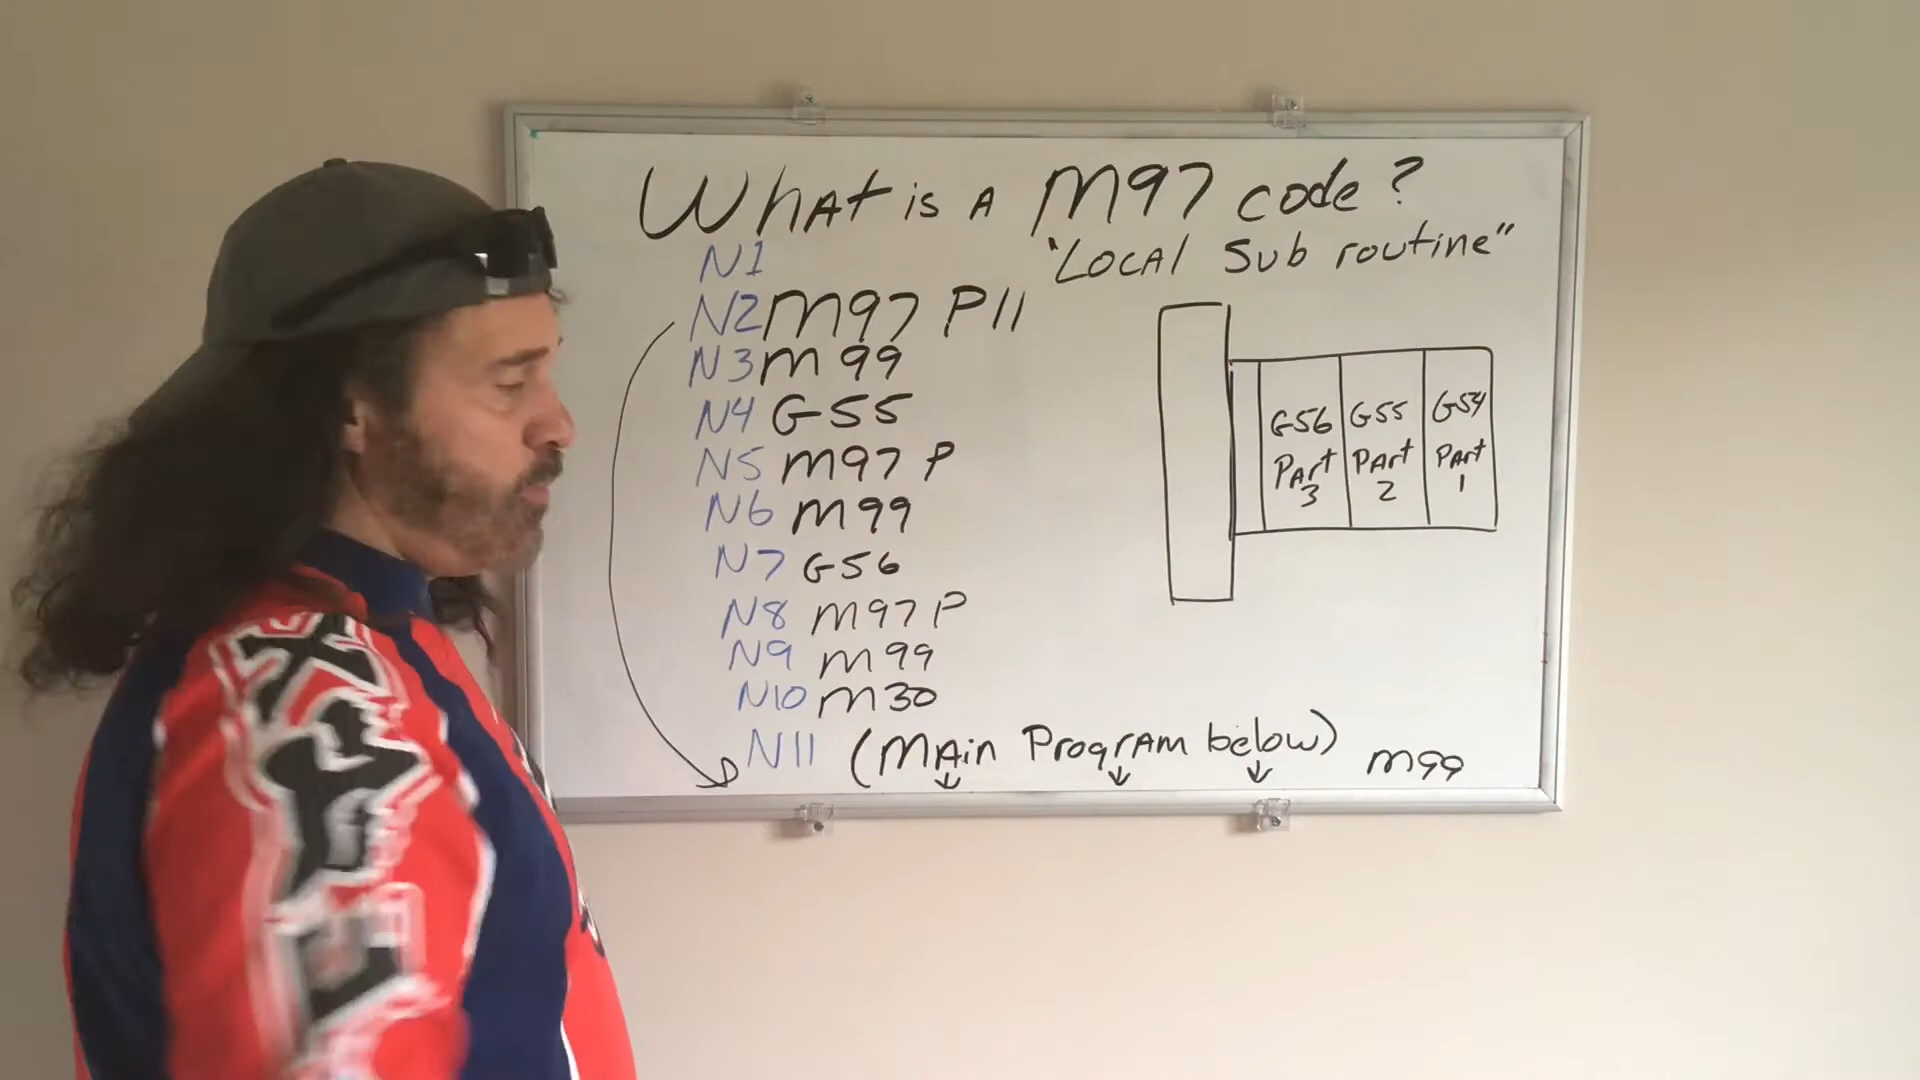 What is A M97 code?
"Local Sub routine"
N1
N2 M97 P11
N3 M99
N4 G55
N5 M97 P
N6 M99
N7 G56
N8 M97 P
N9 M99
N10 M30
N11 (Main Program below) M99
G56 Part 3
G55 Part 2
G54 Part 1